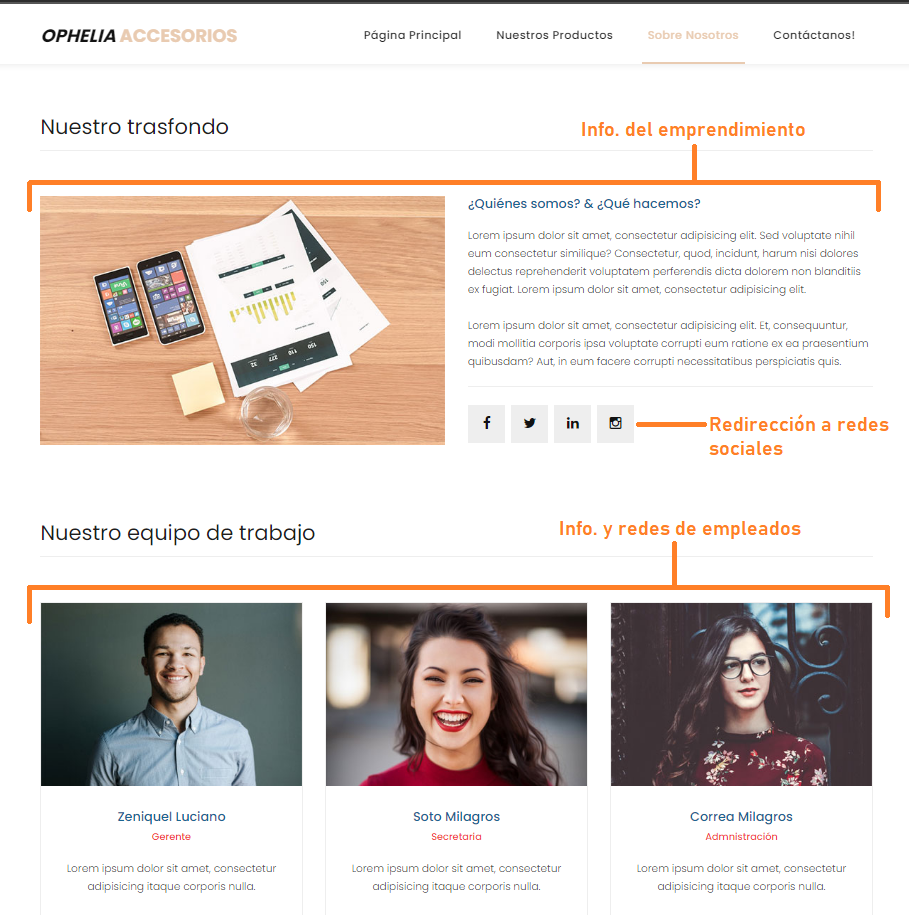 OPHELIA ACCESORIOS
Página Principal
Nuestros Productos
Sobre Nosotros
Contáctanos!
Nuestro trasfondo
Info. del emprendimiento
¿Quiénes somos? & ¿Qué hacemos?
Lorem ipsum dolor sit amet, consectetur adipisicing elit. Sed voluptate nihil
eum consectetur similique? Consectetur, quod, incidunt, harum nisi dolores
delectus reprehenderit voluptatem perferendis dicta dolorem non blanditiis
ex fugiat. Lorem ipsum dolor sit amet, consectetur adipisicing elit.
Lorem ipsum dolor sit amet, consectetur adipisicing elit. Et, consequuntur,
modi mollitia corporis ipsa voluptate corrupti eum ratione ex ea praesentium
quibusdam? Aut, in eum facere corrupti necessitatibus perspiciatis quis.
Redirección a redes
sociales
Nuestro equipo de trabajo
Info. y redes de empleados
Zeniquel Luciano
Gerente
Lorem ipsum dolor sit amet, consectetur
adipisicing itaque corporis nulla.
Soto Milagros
Secretaria
Lorem ipsum dolor sit amet, consectetur
adipisicing itaque corporis nulla.
Correa Milagros
Admnistración
Lorem ipsum dolor sit amet, consectetur
adipisicing itaque corporis nulla.